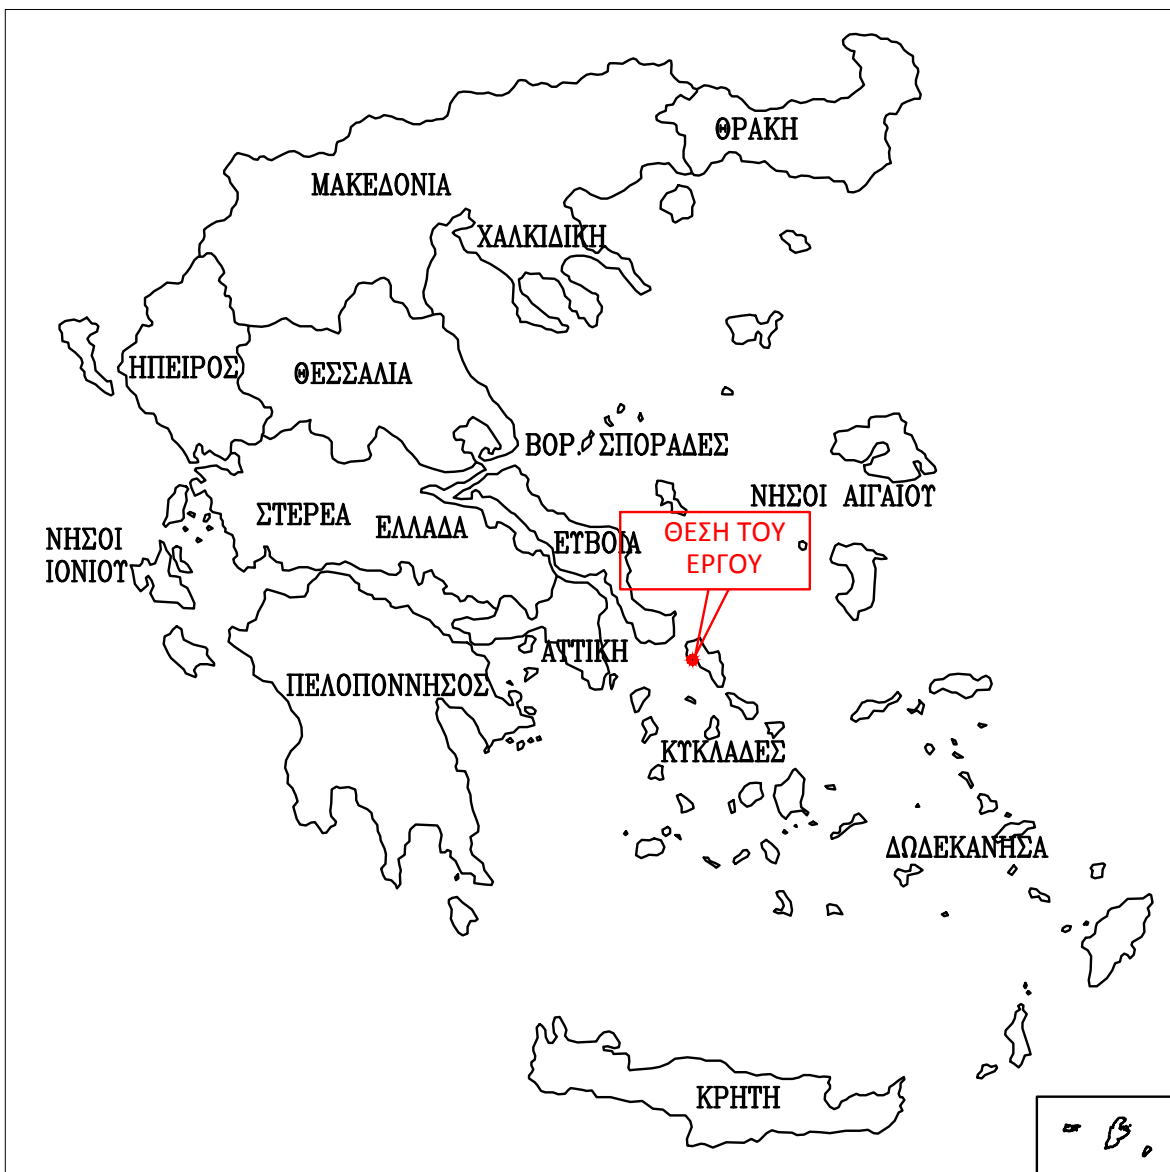 ΘΡΑΚΗ
ΜΑΚΕΔΟΝΙΑ
ΧΑΛΚΙΔΙΚΗ
ΗΠΕΙΡΟΣ
ΘΕΣΣΑΛΙΑ
ΒΟΡ. ΣΠΟΡΑΔΕΣ
ΝΗΣΟΙ ΑΙΓΑΙΟΥ
ΣΤΕΡΕΑ
ΕΛΛΑΔΑ
ΝΗΣΟΙ
ΙΟΝΙΟΥ
ΕΥΒΟΙΑ
ΘΕΣΗ ΤΟΥ
ΕΡΓΟΥ
ΑΤΤΙΚΗ
ΠΕΛΟΠΟΝΝΗΣΟΣ
ΚΥΚΛΑΔΕΣ
ΔΩΔΕΚΑΝΗΣΑ
ΚΡΗΤΗ